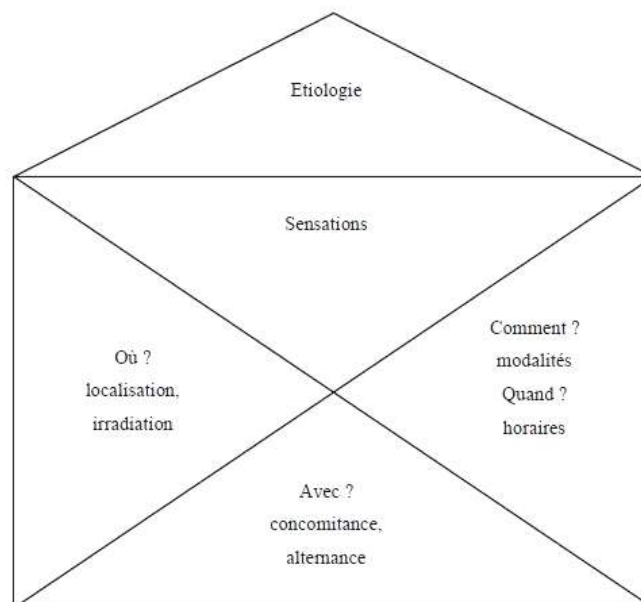 Etiologie
Sensations
Où ?
localisation,
irradiation
Comment ?
modalités
Quand ?
horaires
Avec ?
concomitance,
alternance